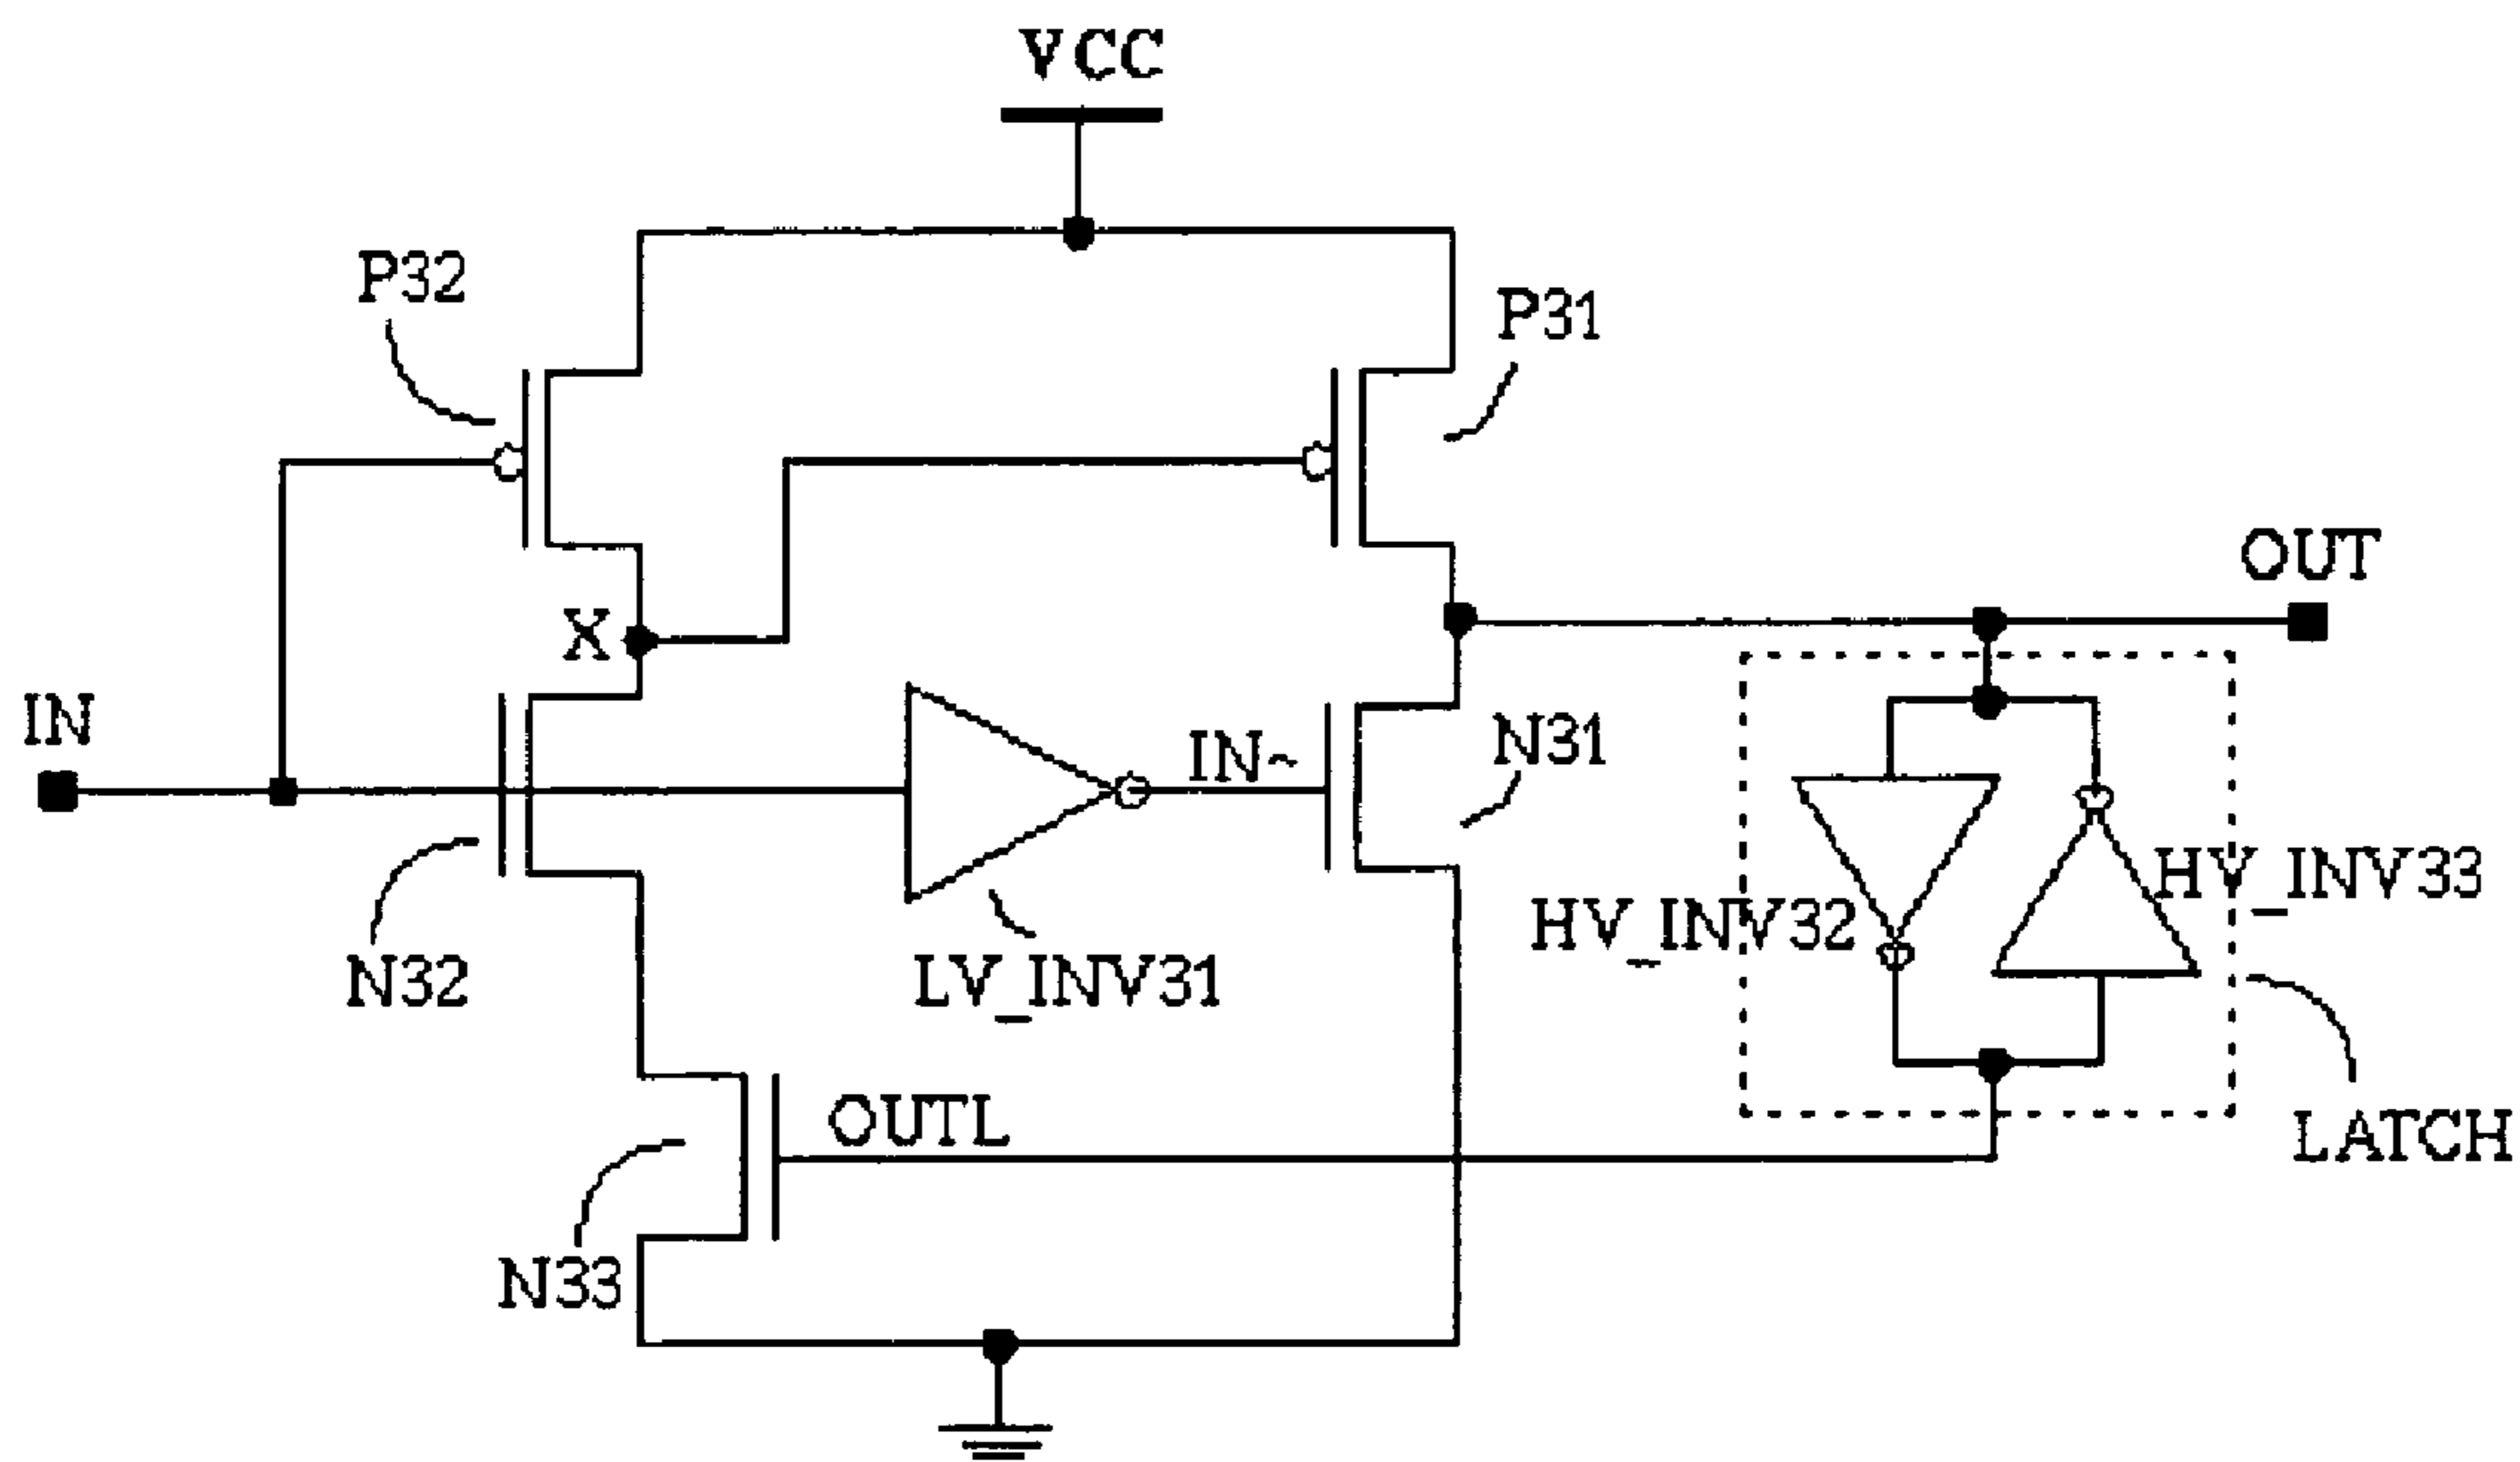 VCC
P32
P31
OUT
X
IN
IN~
N31
HV_INV33
HV_INV32
N32
LV_INV31
OUTL
LATCH
N33